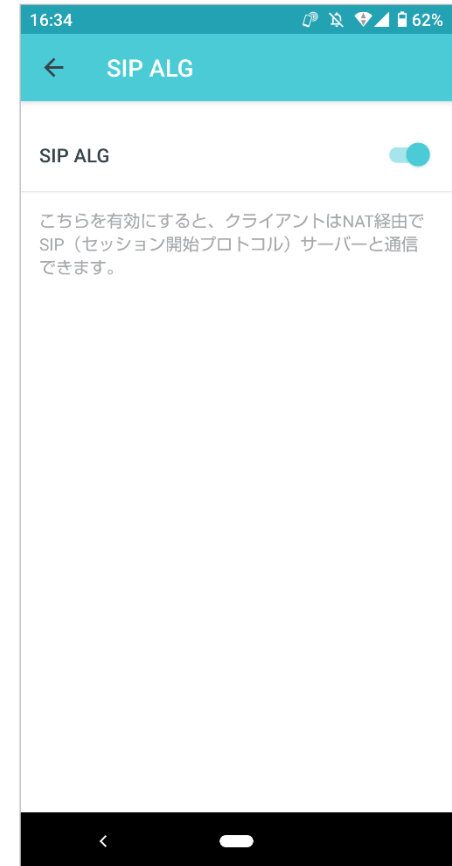 16:34 62%
SIP ALG
SIP ALG
こちらを有効にすると、クライアントはNAT経由で
SIP（セッション開始プロトコル）サーバーと通信
できます。